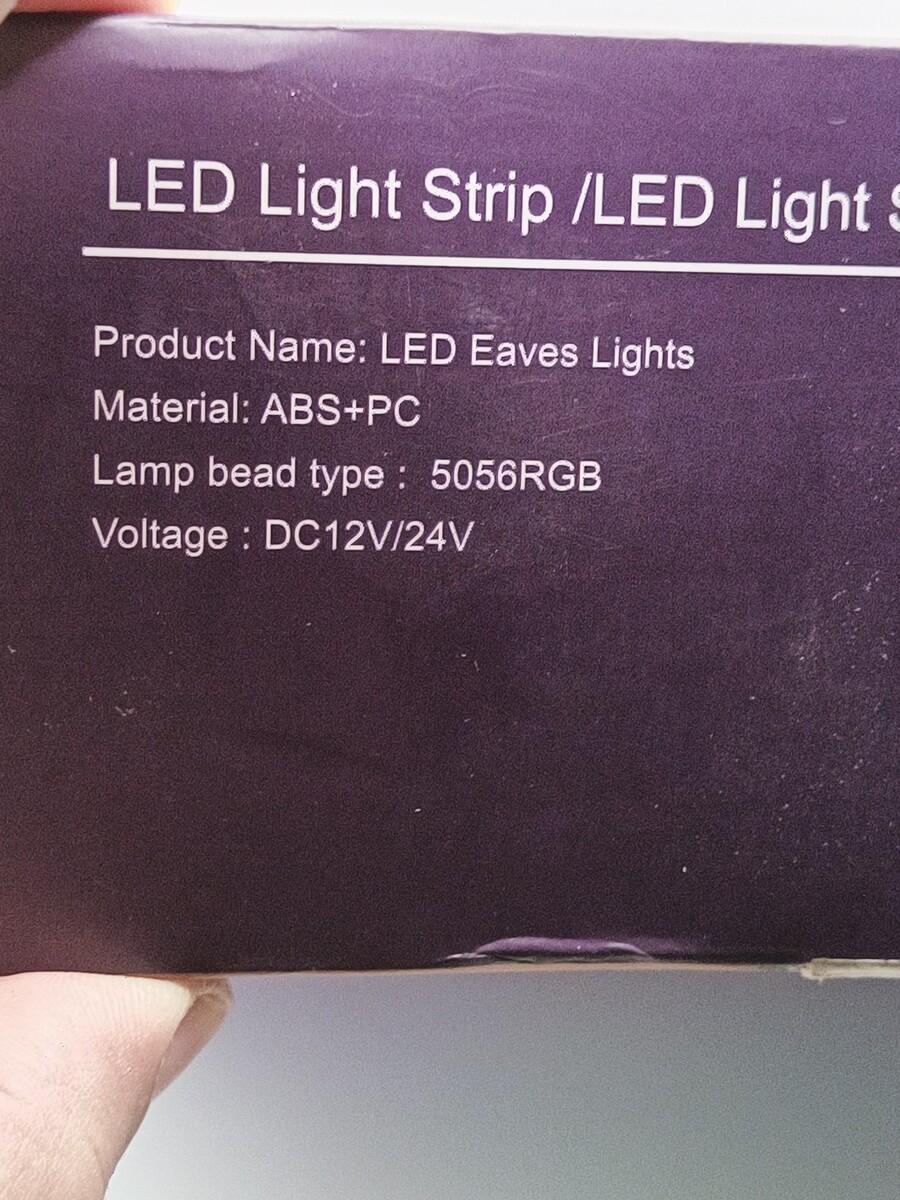 LED Light Strip /LED Light
Product Name: LED Eaves Lights
Material: ABS+PC
Lamp bead type : 5056RGB
Voltage : DC12V/24V